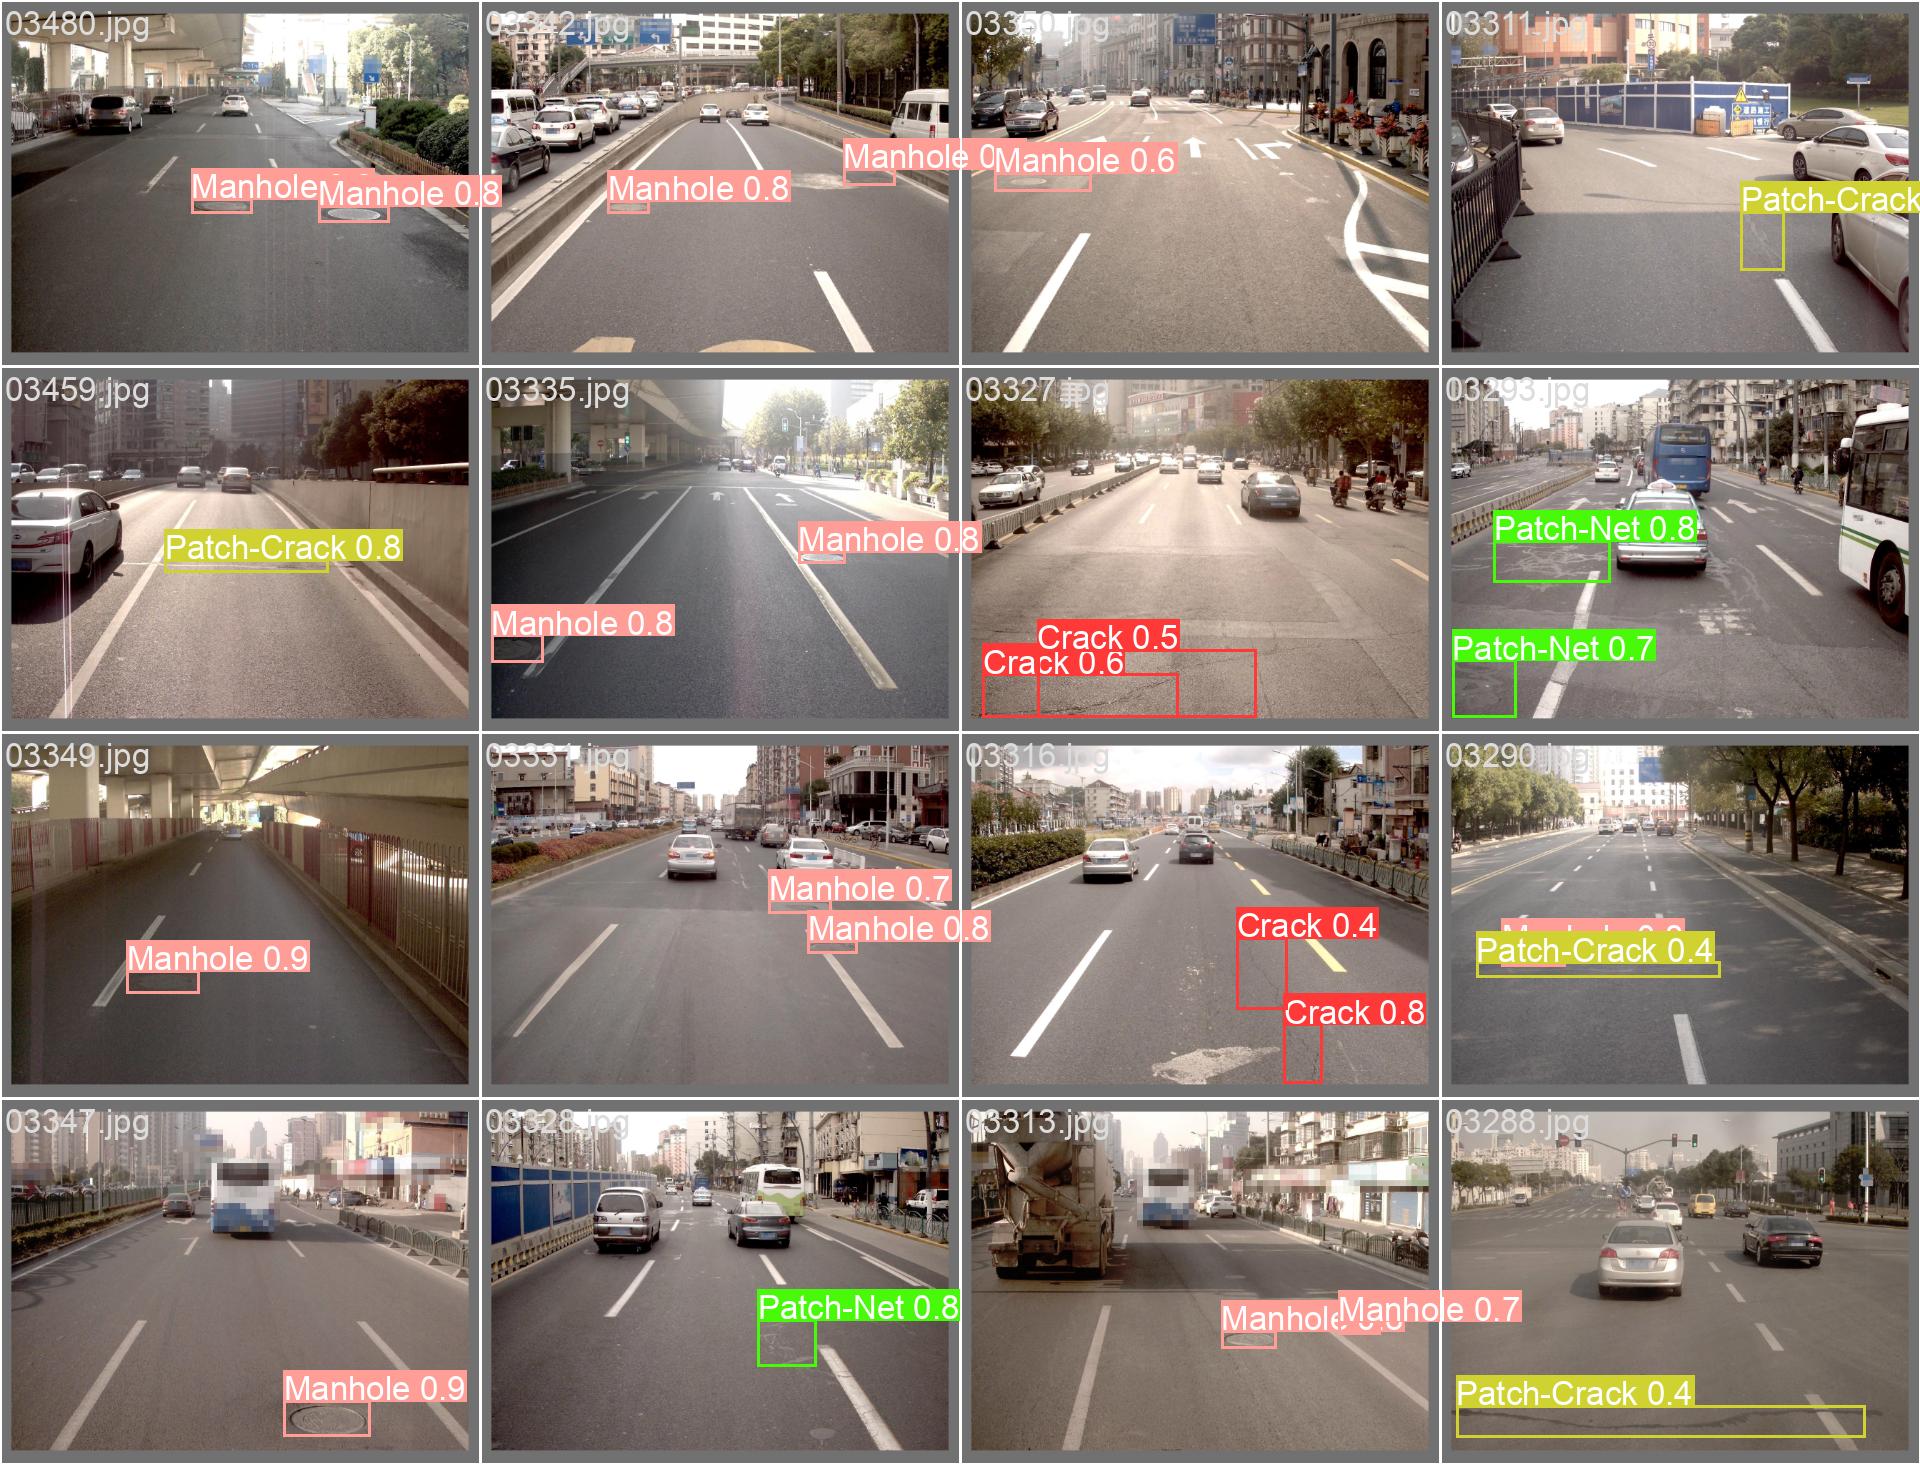 03480.jpg
Manhole
Manhole 0.8
03342.jpg
Manhole 0.8
Manhole 0
03350.jpg
Manhole 0.6
03311.jpg
Patch-Crack
03459.jpg
Patch-Crack 0.8
03335.jpg
Manhole 0.8
Manhole 0.8
03327.jpg
Crack 0.5
Crack 0.6
03293.jpg
Patch-Net 0.8
Patch-Net 0.7
03349.jpg
Manhole 0.9
03331.jpg
Manhole 0.7
Manhole 0.8
03316.jpg
Crack 0.4
Crack 0.8
03290.jpg
Patch-Crack 0.4
03347.jpg
Manhole 0.9
03328.jpg
Patch-Net 0.8
03313.jpg
Manhole
Manhole 0.7
03288.jpg
Patch-Crack 0.4